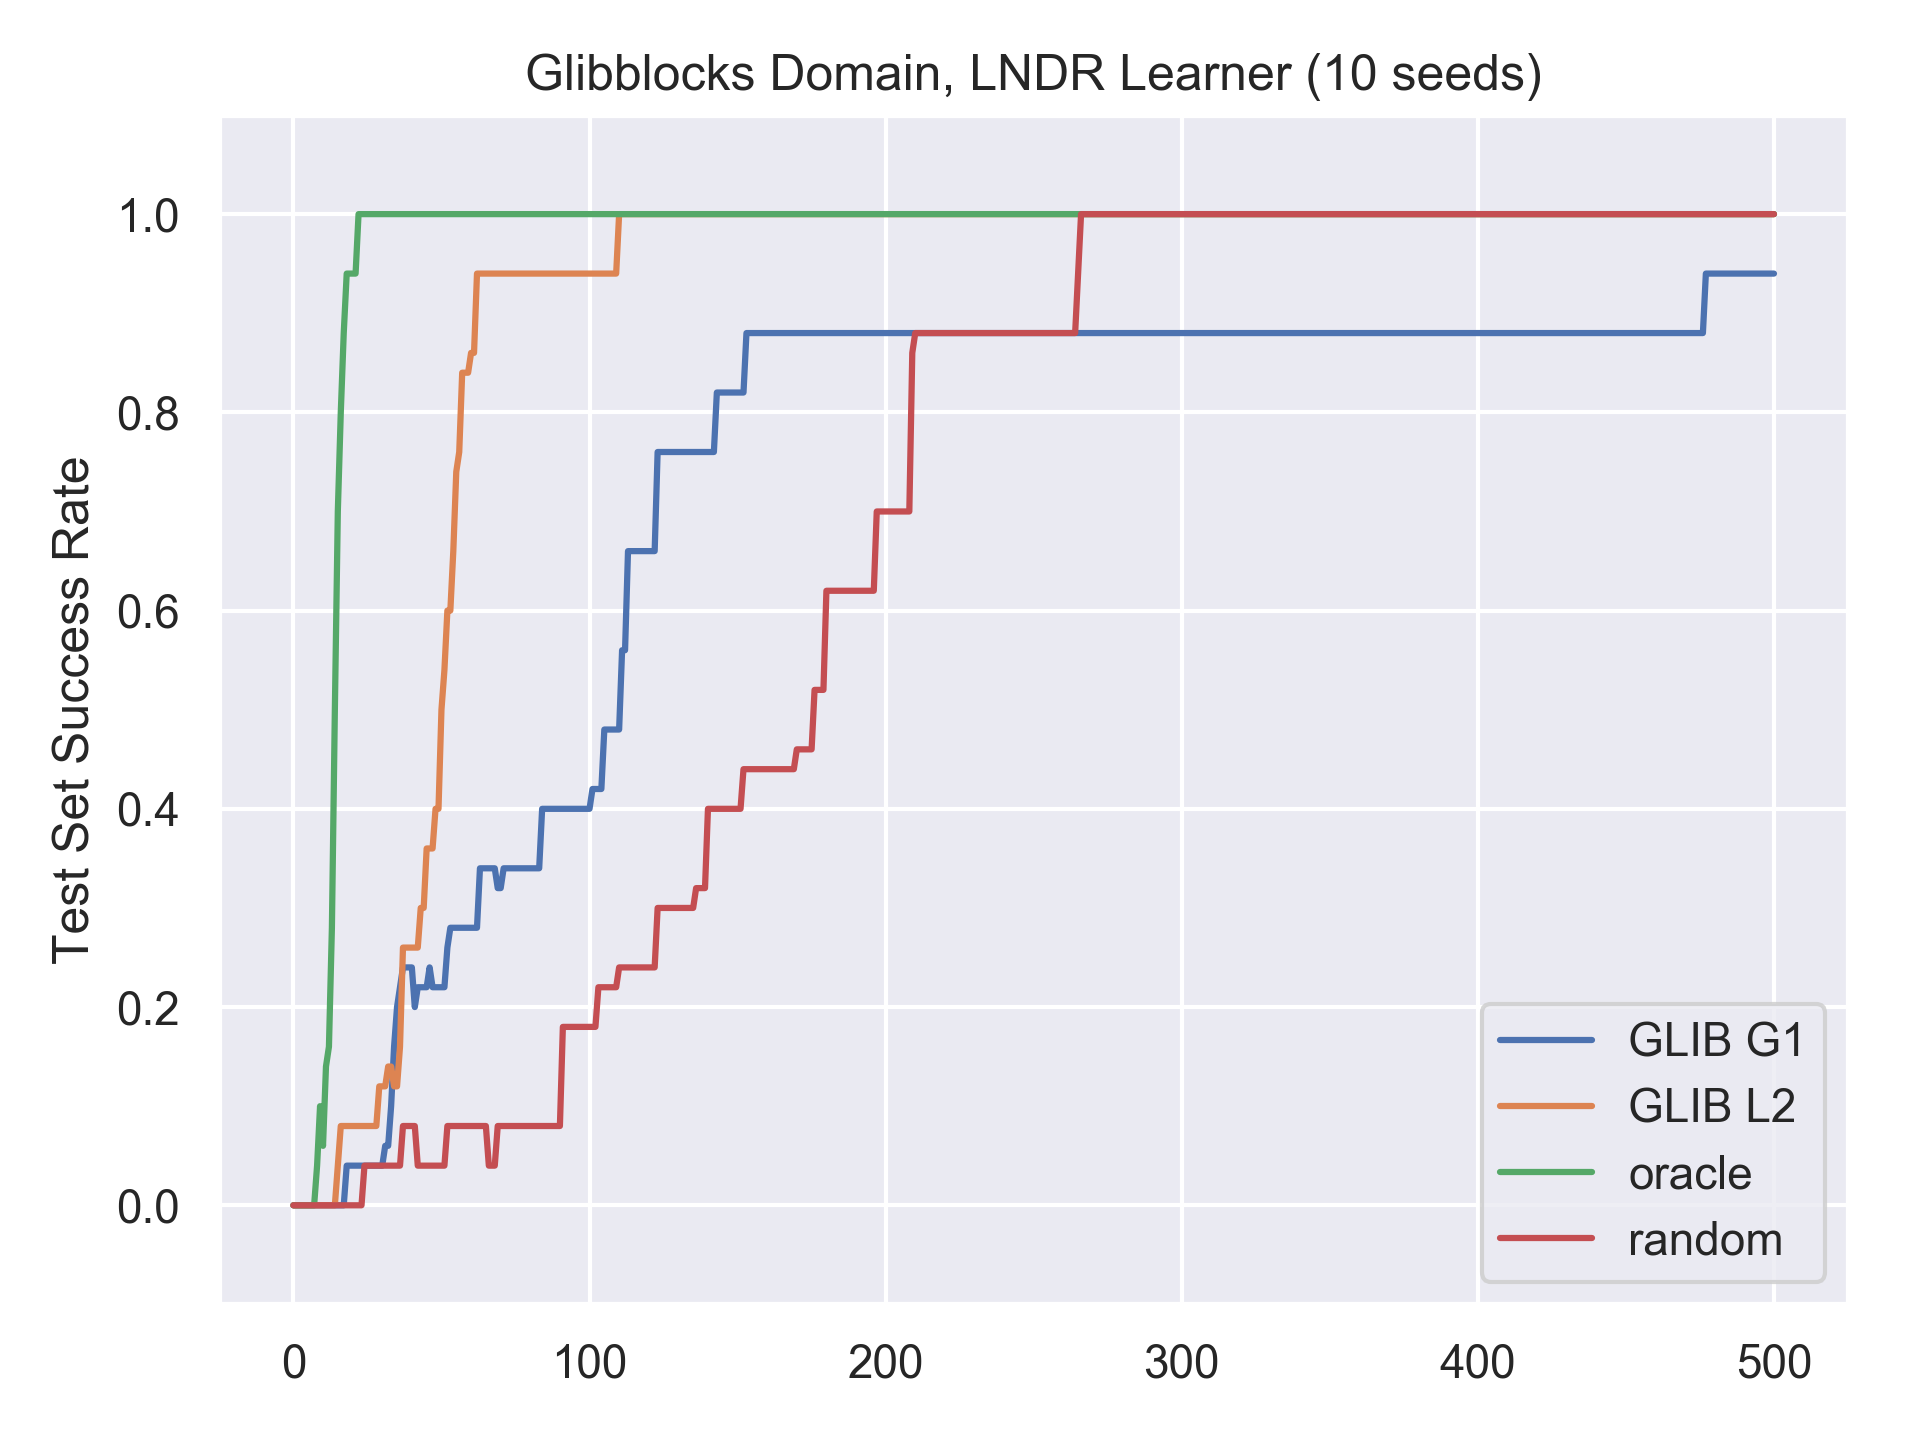 Glibblocks Domain, LNDR Learner (10 seeds)
Test Set Success Rate
1.0
0.8
0.6
0.4
0.2
0.0
0 100 200 300 400 500
GLIB G1
GLIB L2
oracle
random